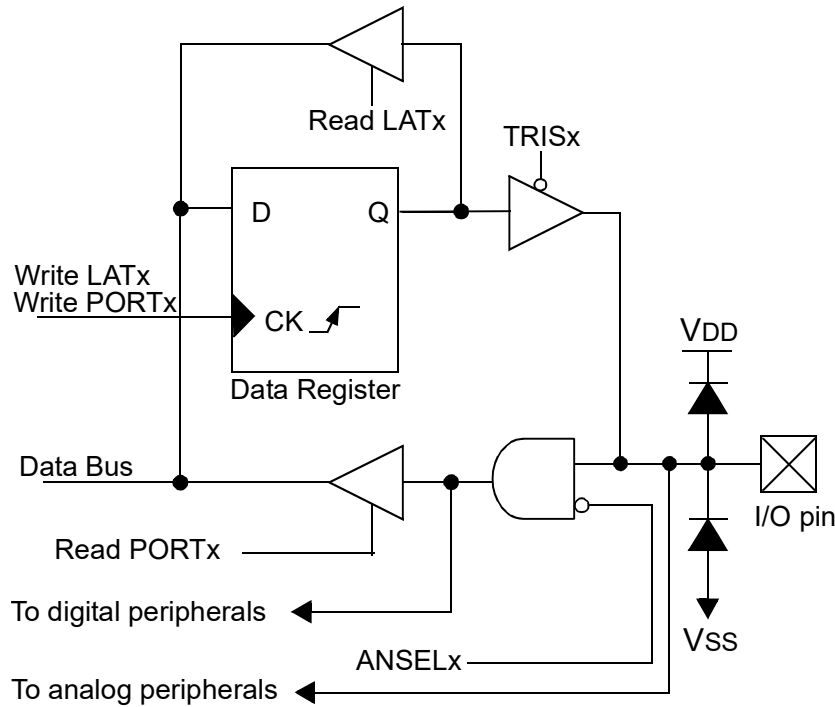 Read LATx
TRISx
D
Q
Write LATx
Write PORTx
CK
VDD
Data Register
Data Bus
I/O pin
Read PORTx
To digital peripherals
VSS
ANSELx
To analog peripherals